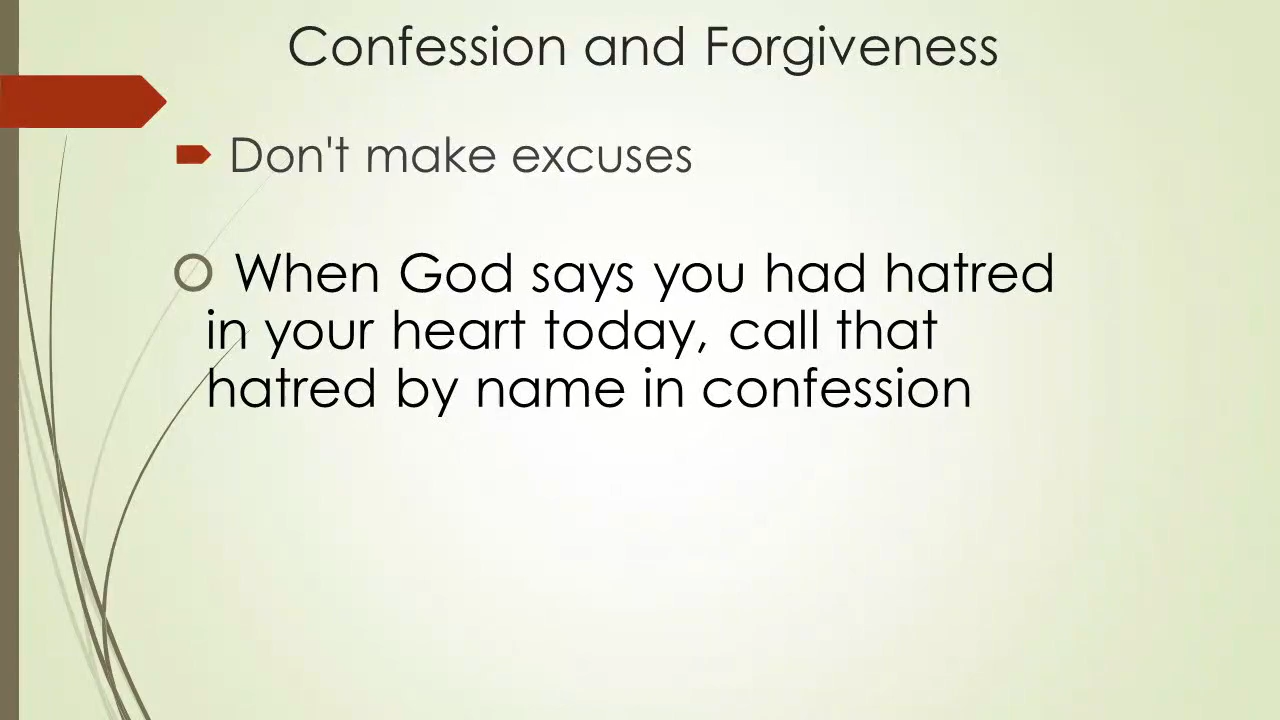 Confession and Forgiveness
Don't make excuses
When God says you had hatred
in your heart today, call that
hatred by name in confession